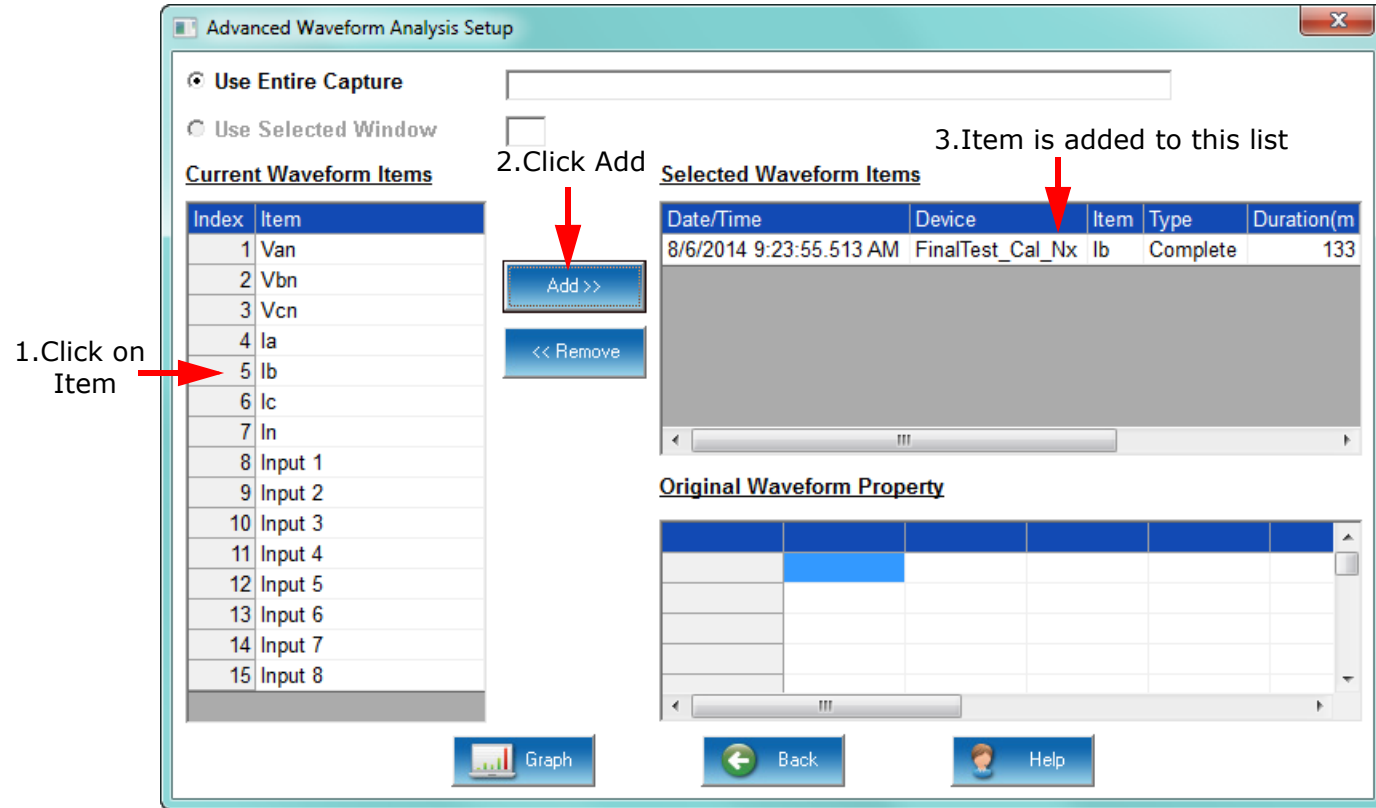 Advanced Waveform Analysis Setup
Use Entire Capture
Use Selected Window
2.Click Add
3.Item is added to this list
Current Waveform Items
Selected Waveform Items
Index Item
1 Van
2 Vbn
3 Vcn
4 Ia
5 Ib
6 Ic
7 In
8 Input 1
9 Input 2
10 Input 3
11 Input 4
12 Input 5
13 Input 6
14 Input 7
15 Input 8
1.Click on
Item
Add >>
<< Remove
Date/Time Device Item Type Duration(m
8/6/2014 9:23:55.513 AM FinalTest_Cal_Nx Ib Complete 133
Original Waveform Property
Graph
Back
Help